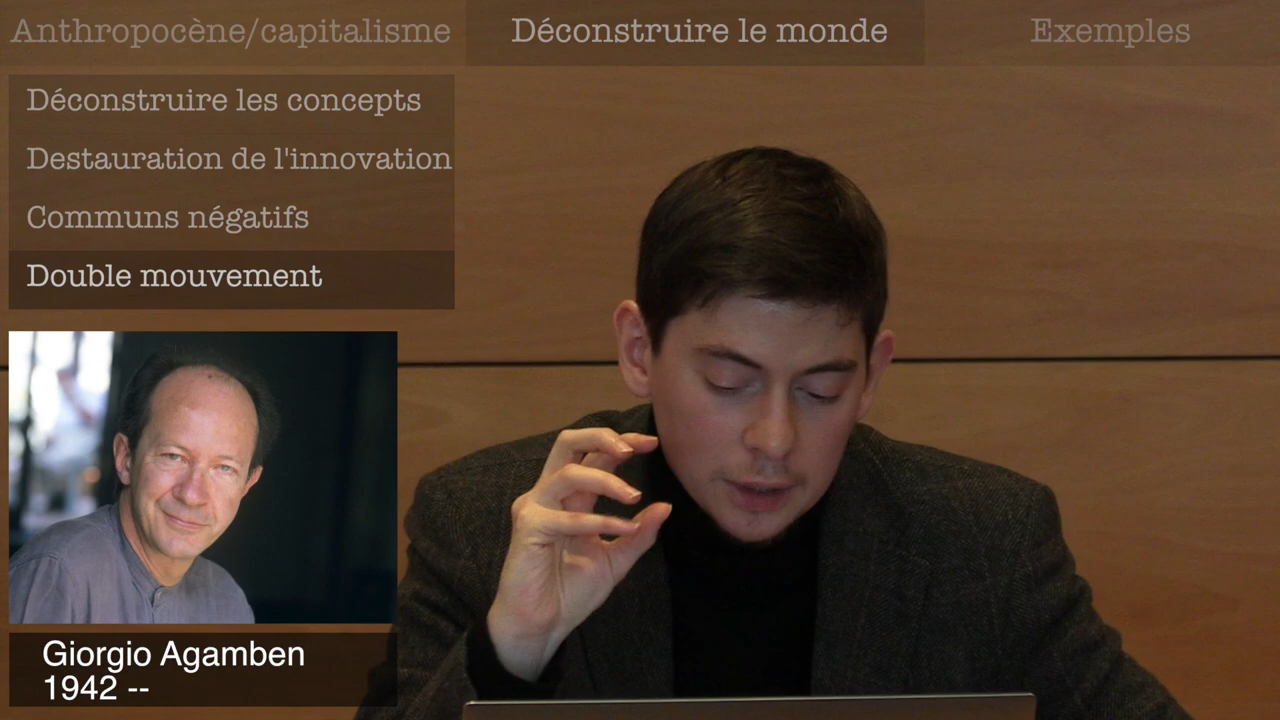 Anthropocène/capitalisme
Déconstruire le monde
Exemples
Déconstruire les concepts
Destauration de l'innovation
Communs négatifs
Double mouvement
Giorgio Agamben
1942 --